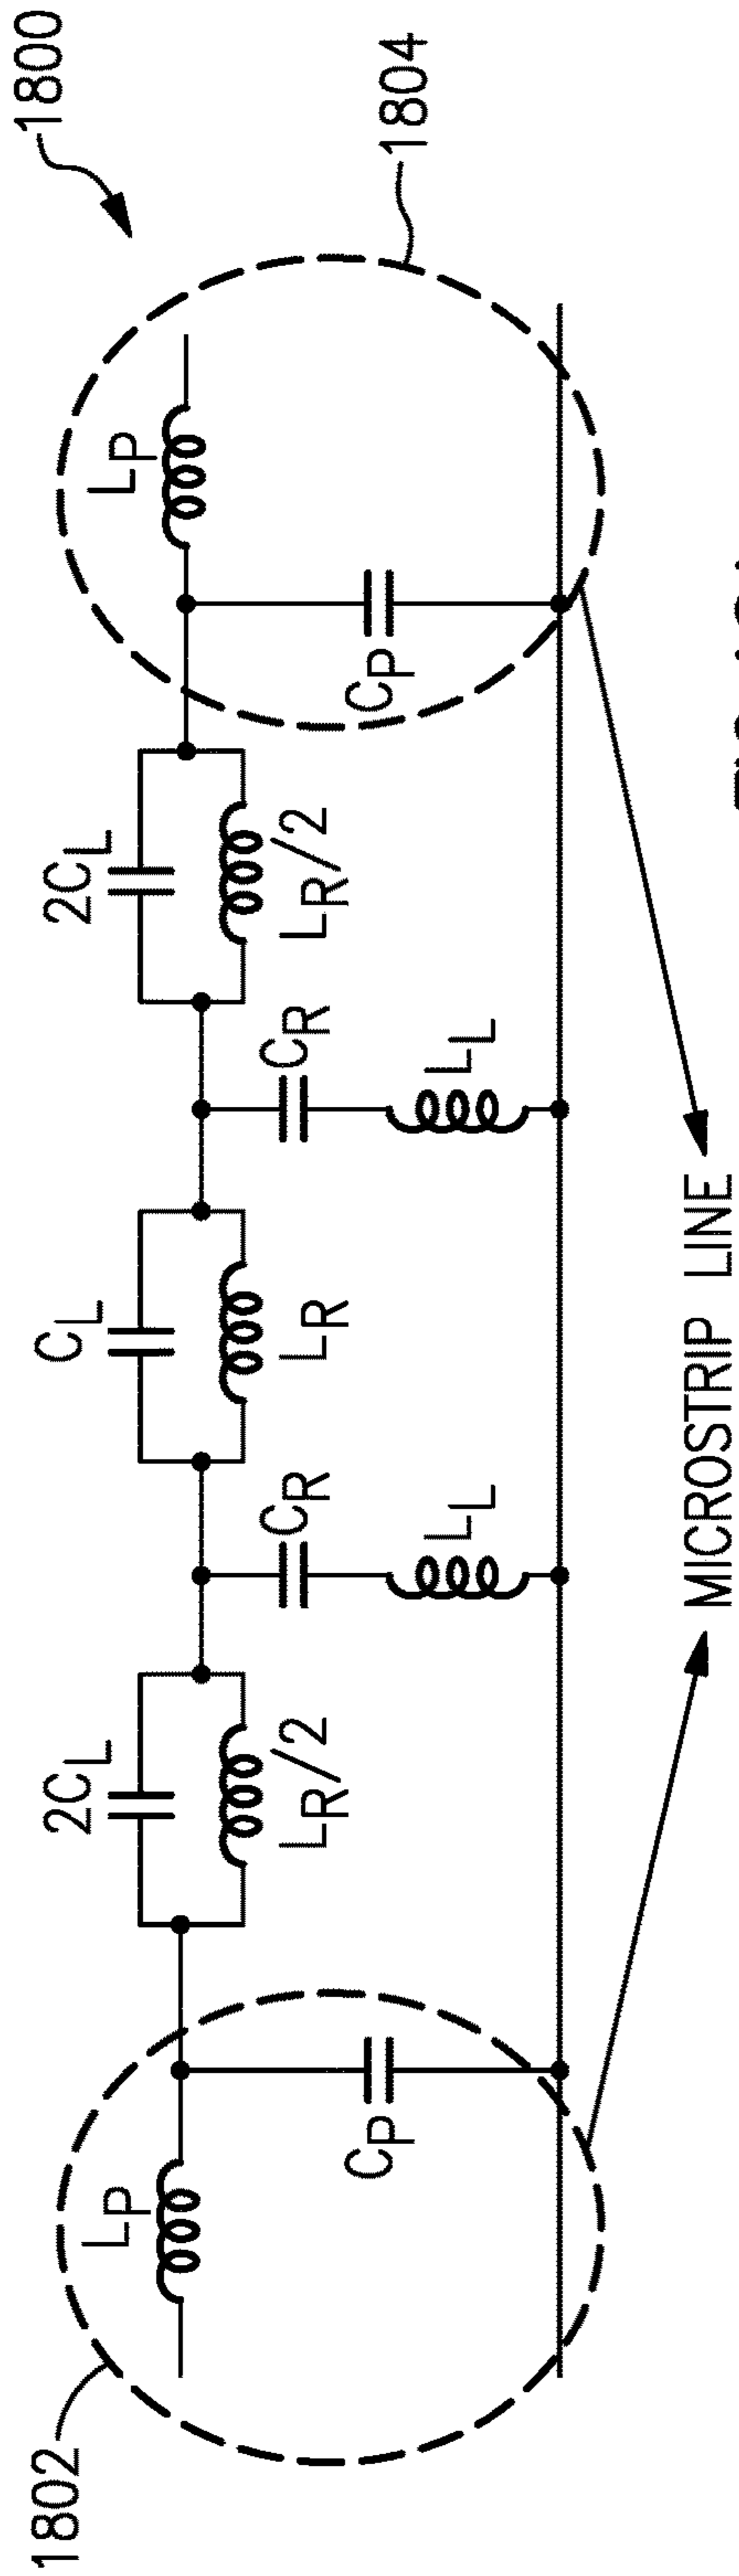 1800
1802
1804
L_P
2C_L
L_R/2
C_L
L_R
2C_L
L_R/2
L_P
C_P
C_R
L_L
C_R
L_L
C_P
MICROSTRIP LINE